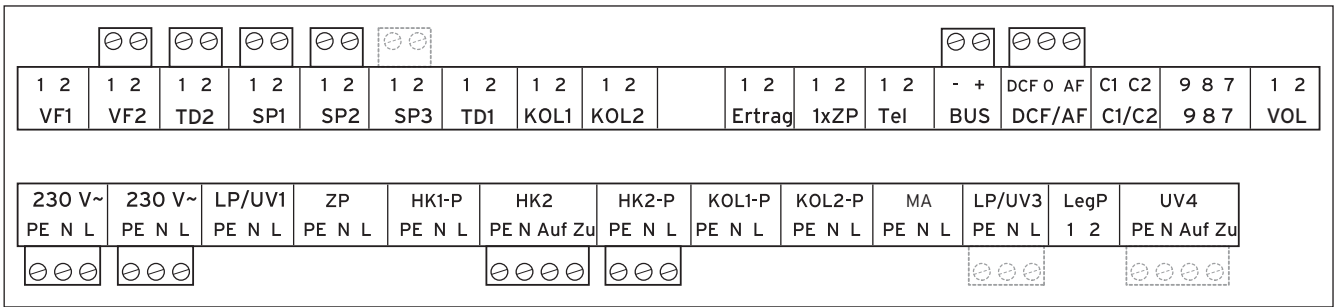 1 2 1 2 1 2 1 2 1 2 1 2 1 2 1 2 1 2 1 2 1 2 1 2 - + DCF O AF C1 C2 9 8 7 1 2
VF1 VF2 TD2 SP1 SP2 SP3 TD1 KOL1 KOL2 Ertrag 1xZP Tel BUS DCF/AF C1/C2 9 8 7 VOL
230 V~ 230 V~ LP/UV1 ZP HK1-P HK2 HK2-P KOL1-P KOL2-P MA LP/UV3 LegP UV4
PE N L PE N L PE N L PE N L PE N L PE N Auf Zu PE N L PE N L PE N L PE N L PE N L 1 2 PE N Auf Zu